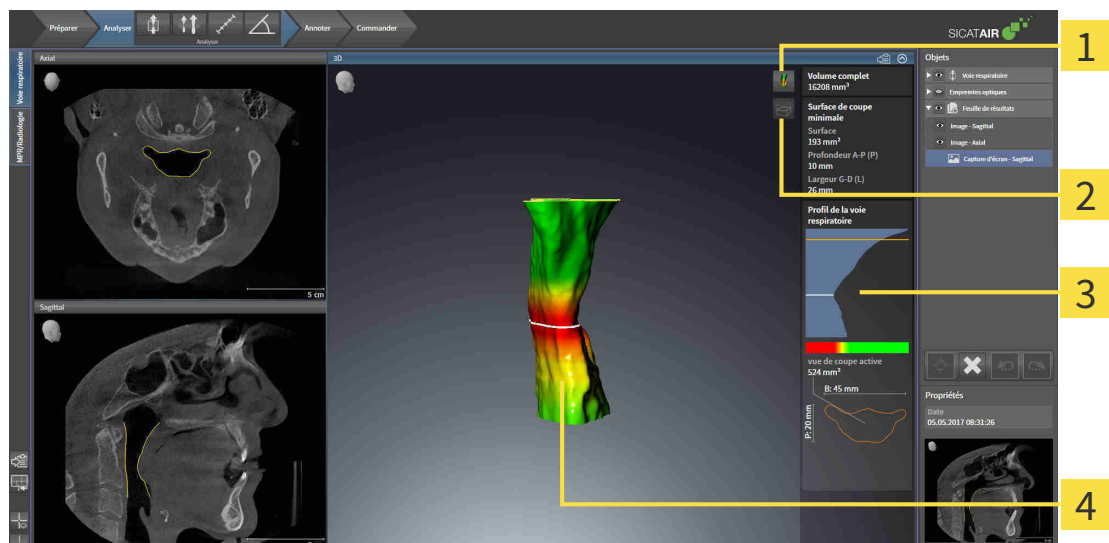 Préparer
Analyser
Analyser
Annoter
Commander
SICATAIR
1
Voie respiratoire
MPR/Radiologie
Axial
5 cm
Sagittal
3D
Volume complet
16208 mm³
Surface de coupe
minimale
Surface
193 mm²
Profondeur A-P (P)
10 mm
Largeur G-D (L)
26 mm
Profil de la voie
respiratoire
vue de coupe active
524 mm²
B: 45 mm
P: 20 mm
Objets
Voie respiratoire
Empreintes optiques
Feuille de résultats
Image - Sagittal
Image - Axial
Capture d'écran - Sagittal
2
3
Propriétés
Date
05.05.2017 08:31:26
4